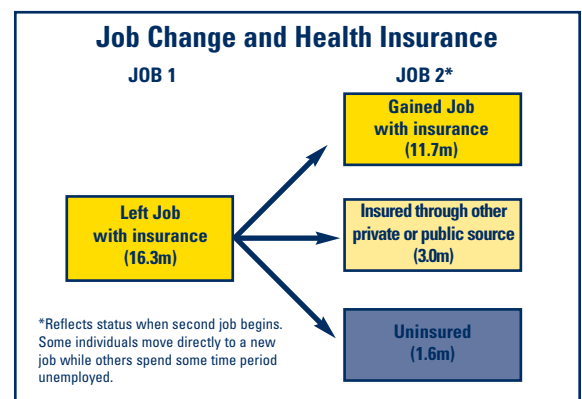 Job Change and Health Insurance
JOB 1
JOB 2*
Left Job
with insurance
(16.3m)
Gained Job
with insurance
(11.7m)
Insured through other
private or public source
(3.0m)
Uninsured
(1.6m)
*Reflects status when second job begins.
Some individuals move directly to a new
job while others spend some time period
unemployed.